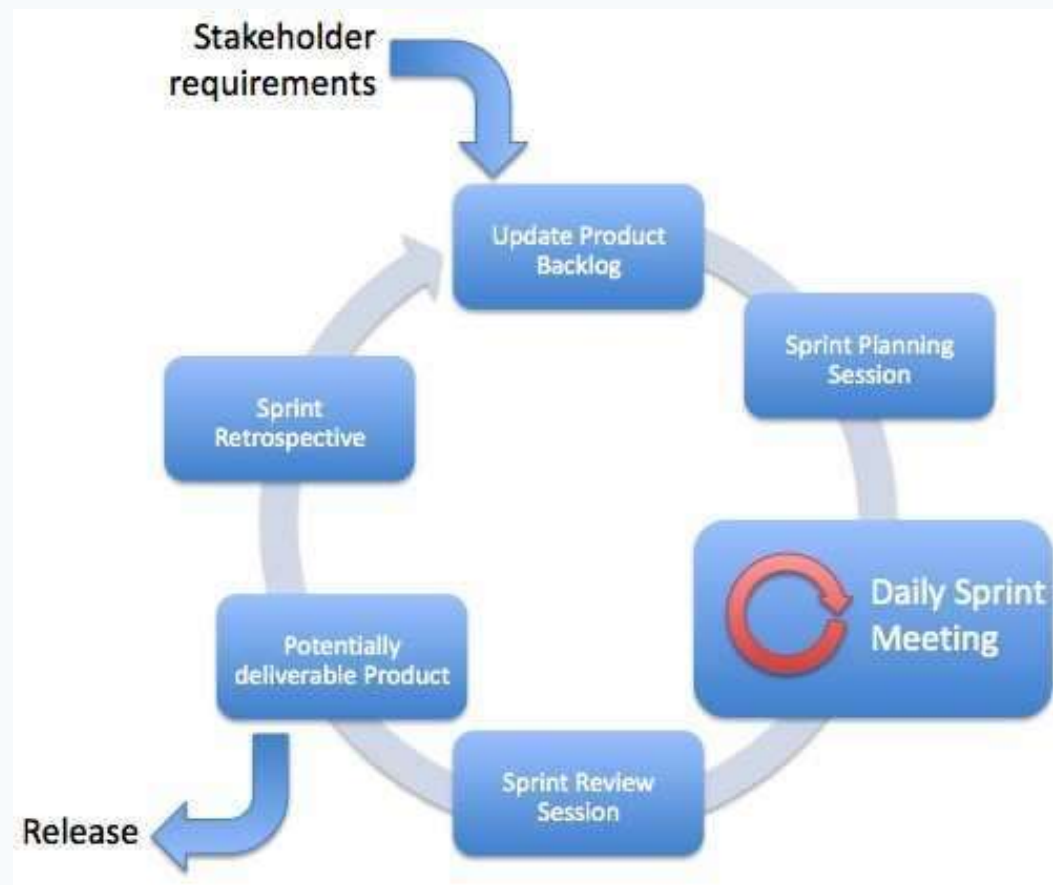 Stakeholder
requirements
Update Product
Backlog
Sprint Planning
Session
Daily Sprint
Meeting
Sprint Review
Session
Potentially
deliverable Product
Release
Sprint
Retrospective